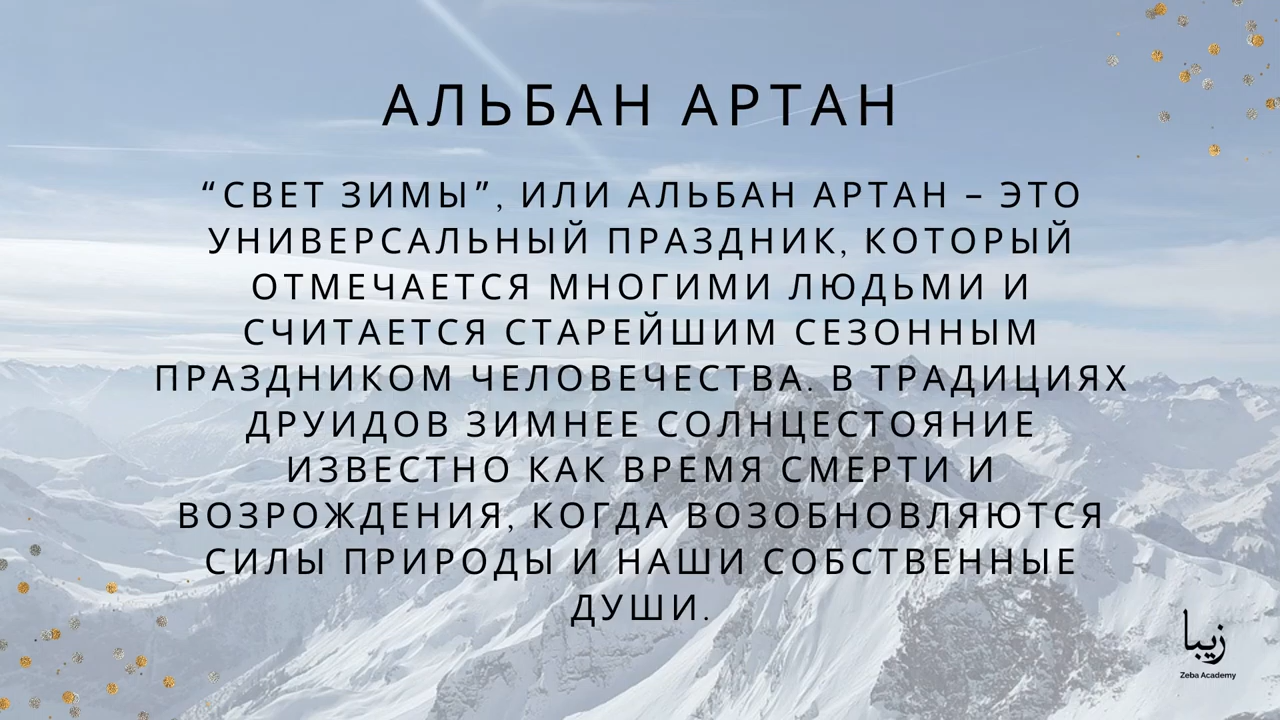 АЛЬБАН АРТАН
“СВЕТ ЗИМЫ”, ИЛИ АЛЬБАН АРТАН – ЭТО
УНИВЕРСАЛЬНЫЙ ПРАЗДНИК, КОТОРЫЙ
ОТМЕЧАЕТСЯ МНОГИМИ ЛЮДЬМИ И
СЧИТАЕТСЯ СТАРЕЙШИМ СЕЗОННЫМ
ПРАЗДНИКОМ ЧЕЛОВЕЧЕСТВА. В ТРАДИЦИЯХ
ДРУИДОВ ЗИМНЕЕ СОЛНЦЕСТОЯНИЕ
ИЗВЕСТНО КАК ВРЕМЯ СМЕРТИ И
ВОЗРОЖДЕНИЯ, КОГДА ВОЗОБНОВЛЯЮТСЯ
СИЛЫ ПРИРОДЫ И НАШИ СОБСТВЕННЫЕ
ДУШИ.
زیبا
Zeba Academy